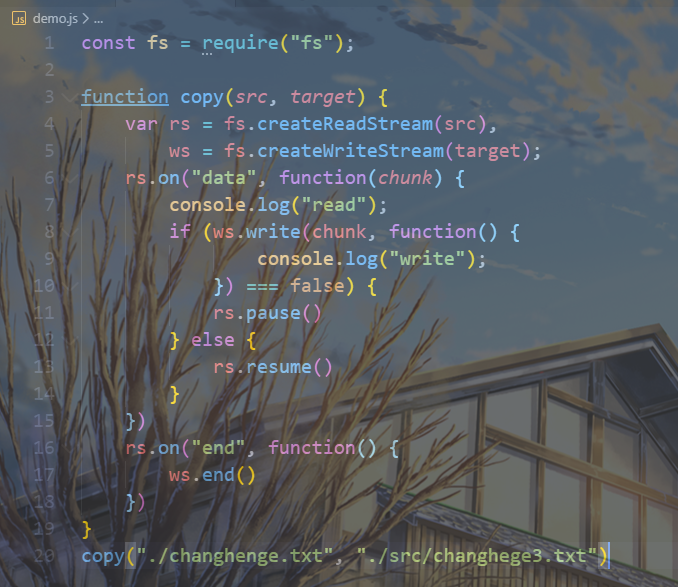 JS demo.js > ...
1 const fs = require("fs");
2
3 function copy(src, target) {
4     var rs = fs.createReadStream(src),
5         ws = fs.createWriteStream(target);
6     rs.on("data", function(chunk) {
7         console.log("read");
8         if (ws.write(chunk, function() {
9                 console.log("write");
10             }) === false) {
11             rs.pause()
12         } else {
13             rs.resume()
14         }
15     })
16     rs.on("end", function() {
17         ws.end()
18     })
19 }
20 copy("./changhenge.txt", "./src/changhege3.txt")